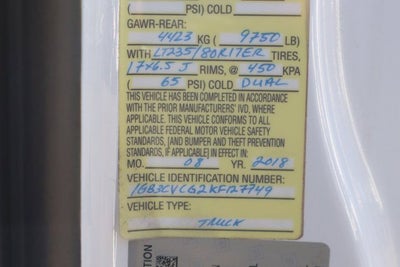 ( PSI) COLD
GAWR-REAR:
4423 KG ( 9750 LB)
WITH LT235/80R17ER TIRES,
17x6.5 J RIMS, @ 450 KPA
( 65 PSI) COLD DUAL
THIS VEHICLE HAS BEEN COMPLETED IN ACCORDANCE
WITH THE PRIOR MANUFACTURERS' IVD, WHERE
APPLICABLE. THIS VEHICLE CONFORMS TO ALL
APPLICABLE FEDERAL MOTOR VEHICLE SAFETY
STANDARDS, [AND BUMPER AND THEFT PREVENTION
STANDARDS, IF APPLICABLE] IN EFFECT IN:
MO. 08 YR. 2018
VEHICLE IDENTIFICATION NUMBER:
1GB3CVCG2KF127749
VEHICLE TYPE:
TRUCK